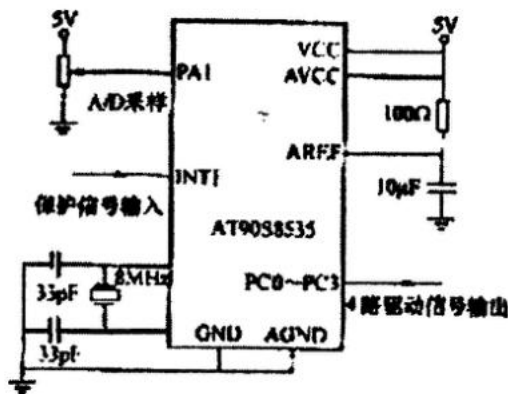 5V
PA1
A/D采样
INT1
保护信号输入
33pF
8MHz
33pF
VCC
AVCC
AREF
AT90S8535
PC0~PC3
GND
AGND
5V
100Ω
10μF
4路驱动信号输出